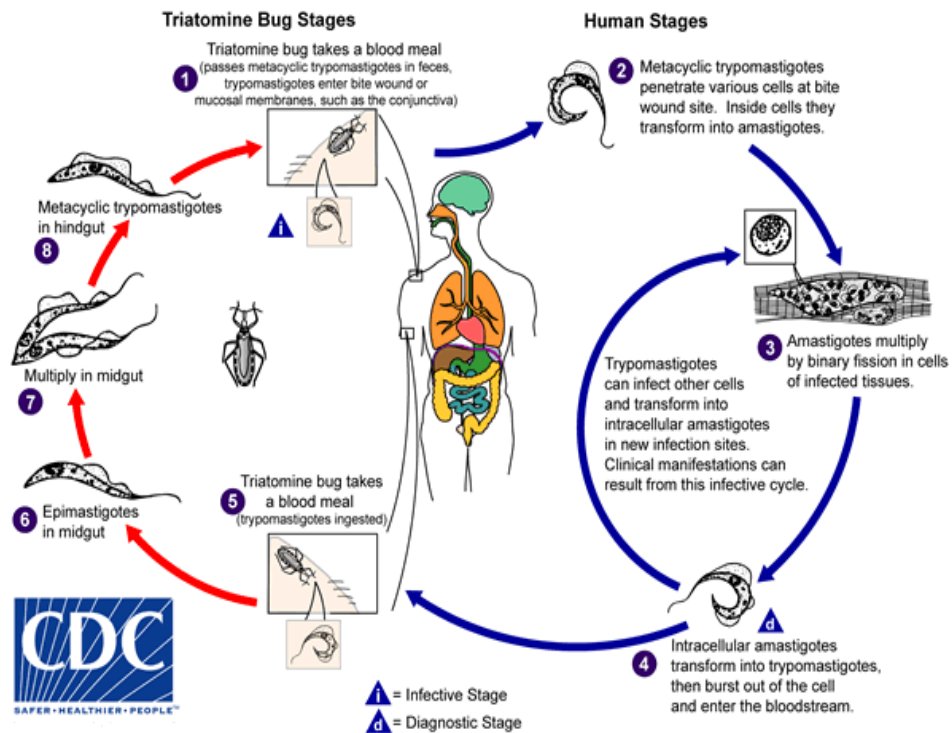 Triatomine Bug Stages
Human Stages
Triatomine bug takes a blood meal
(passes metacyclic trypomastigotes in feces,
trypomastigotes enter bite wound or
mucosal membranes, such as the conjunctiva)
1
i
2
Metacyclic trypomastigotes
penetrate various cells at bite
wound site. Inside cells they
transform into amastigotes.
3
Amastigotes multiply
by binary fission in cells
of infected tissues.
Trypomastigotes
can infect other cells
and transform into
intracellular amastigotes
in new infection sites.
Clinical manifestations can
result from this infective cycle.
d
4
Intracellular amastigotes
transform into trypomastigotes,
then burst out of the cell
and enter the bloodstream.
5
Triatomine bug takes
a blood meal
(trypomastigotes ingested)
6
Epimastigotes
in midgut
Multiply in midgut
7
Metacyclic trypomastigotes
in hindgut
8
CDC
SAFER•HEALTHIER•PEOPLE™
i = Infective Stage
d = Diagnostic Stage